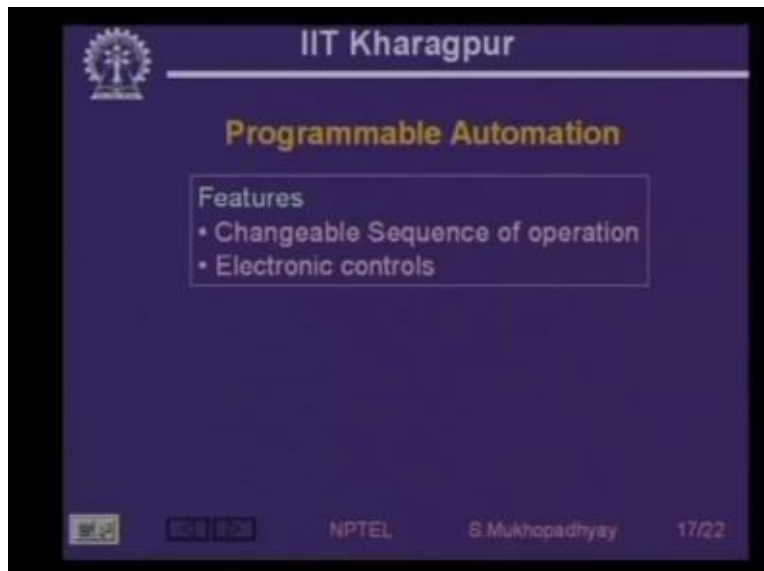 IIT Kharagpur
Programmable Automation
Features
• Changeable Sequence of operation
• Electronic controls
NPTEL S.Mukhopadhyay 17/22